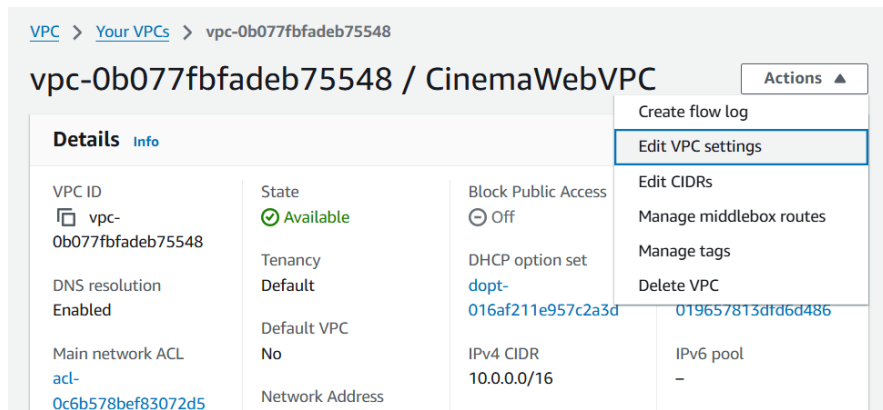 VPC > Your VPCs > vpc-0b077fbfadeb75548
vpc-0b077fbfadeb75548 / CinemaWebVPC
Actions ▲
Create flow log
Edit VPC settings
Edit CIDRs
Manage middlebox routes
Manage tags
Delete VPC
Details Info
VPC ID
vpc-
0b077fbfadeb75548
State
Available
Block Public Access
Off
DNS resolution
Enabled
Tenancy
Default
DHCP option set
dopt-
016af211e957c2a3d
019657813dfd6d486
Main network ACL
acl-
0c6b578bef83072d5
Default VPC
No
IPv4 CIDR
10.0.0.0/16
IPv6 pool
–
Network Address